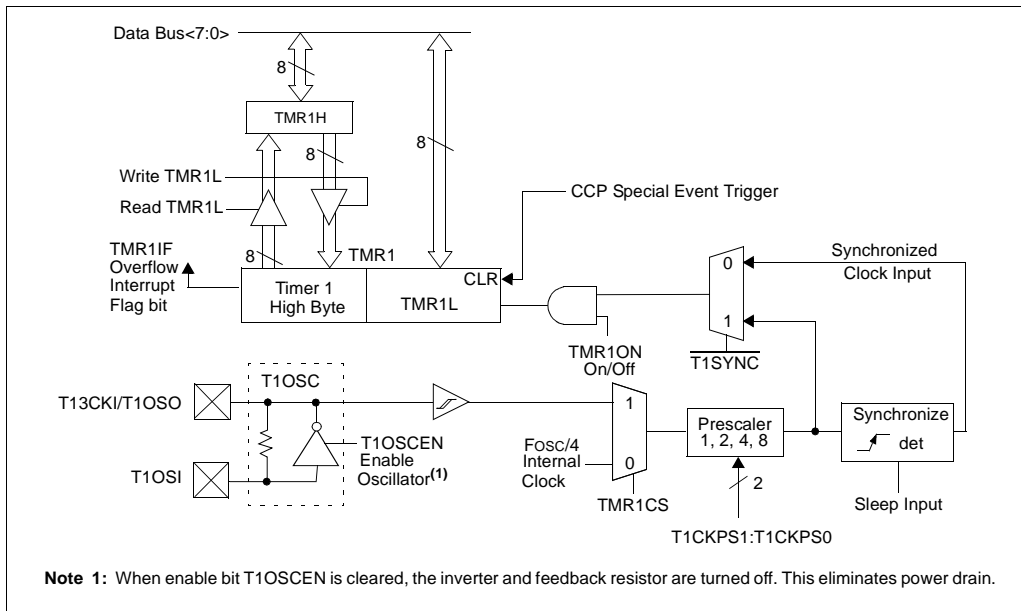 Data Bus<7:0>
8
TMR1H
8
8
Write TMR1L
CCP Special Event Trigger
Read TMR1L
TMR1IF
Overflow
Interrupt
Flag bit
8
TMR1
Timer 1
High Byte
TMR1L
CLR
0
1
Synchronized
Clock Input
TMR1ON
On/Off
T1SYNC
T1OSC
T13CKI/T1OSO
T1OSCEN
Enable
Oscillator(1)
T1OSI
FOSC/4
Internal
Clock
1
0
TMR1CS
Prescaler
1, 2, 4, 8
2
T1CKPS1:T1CKPS0
Synchronize
det
Sleep Input
Note 1: When enable bit T1OSCEN is cleared, the inverter and feedback resistor are turned off. This eliminates power drain.